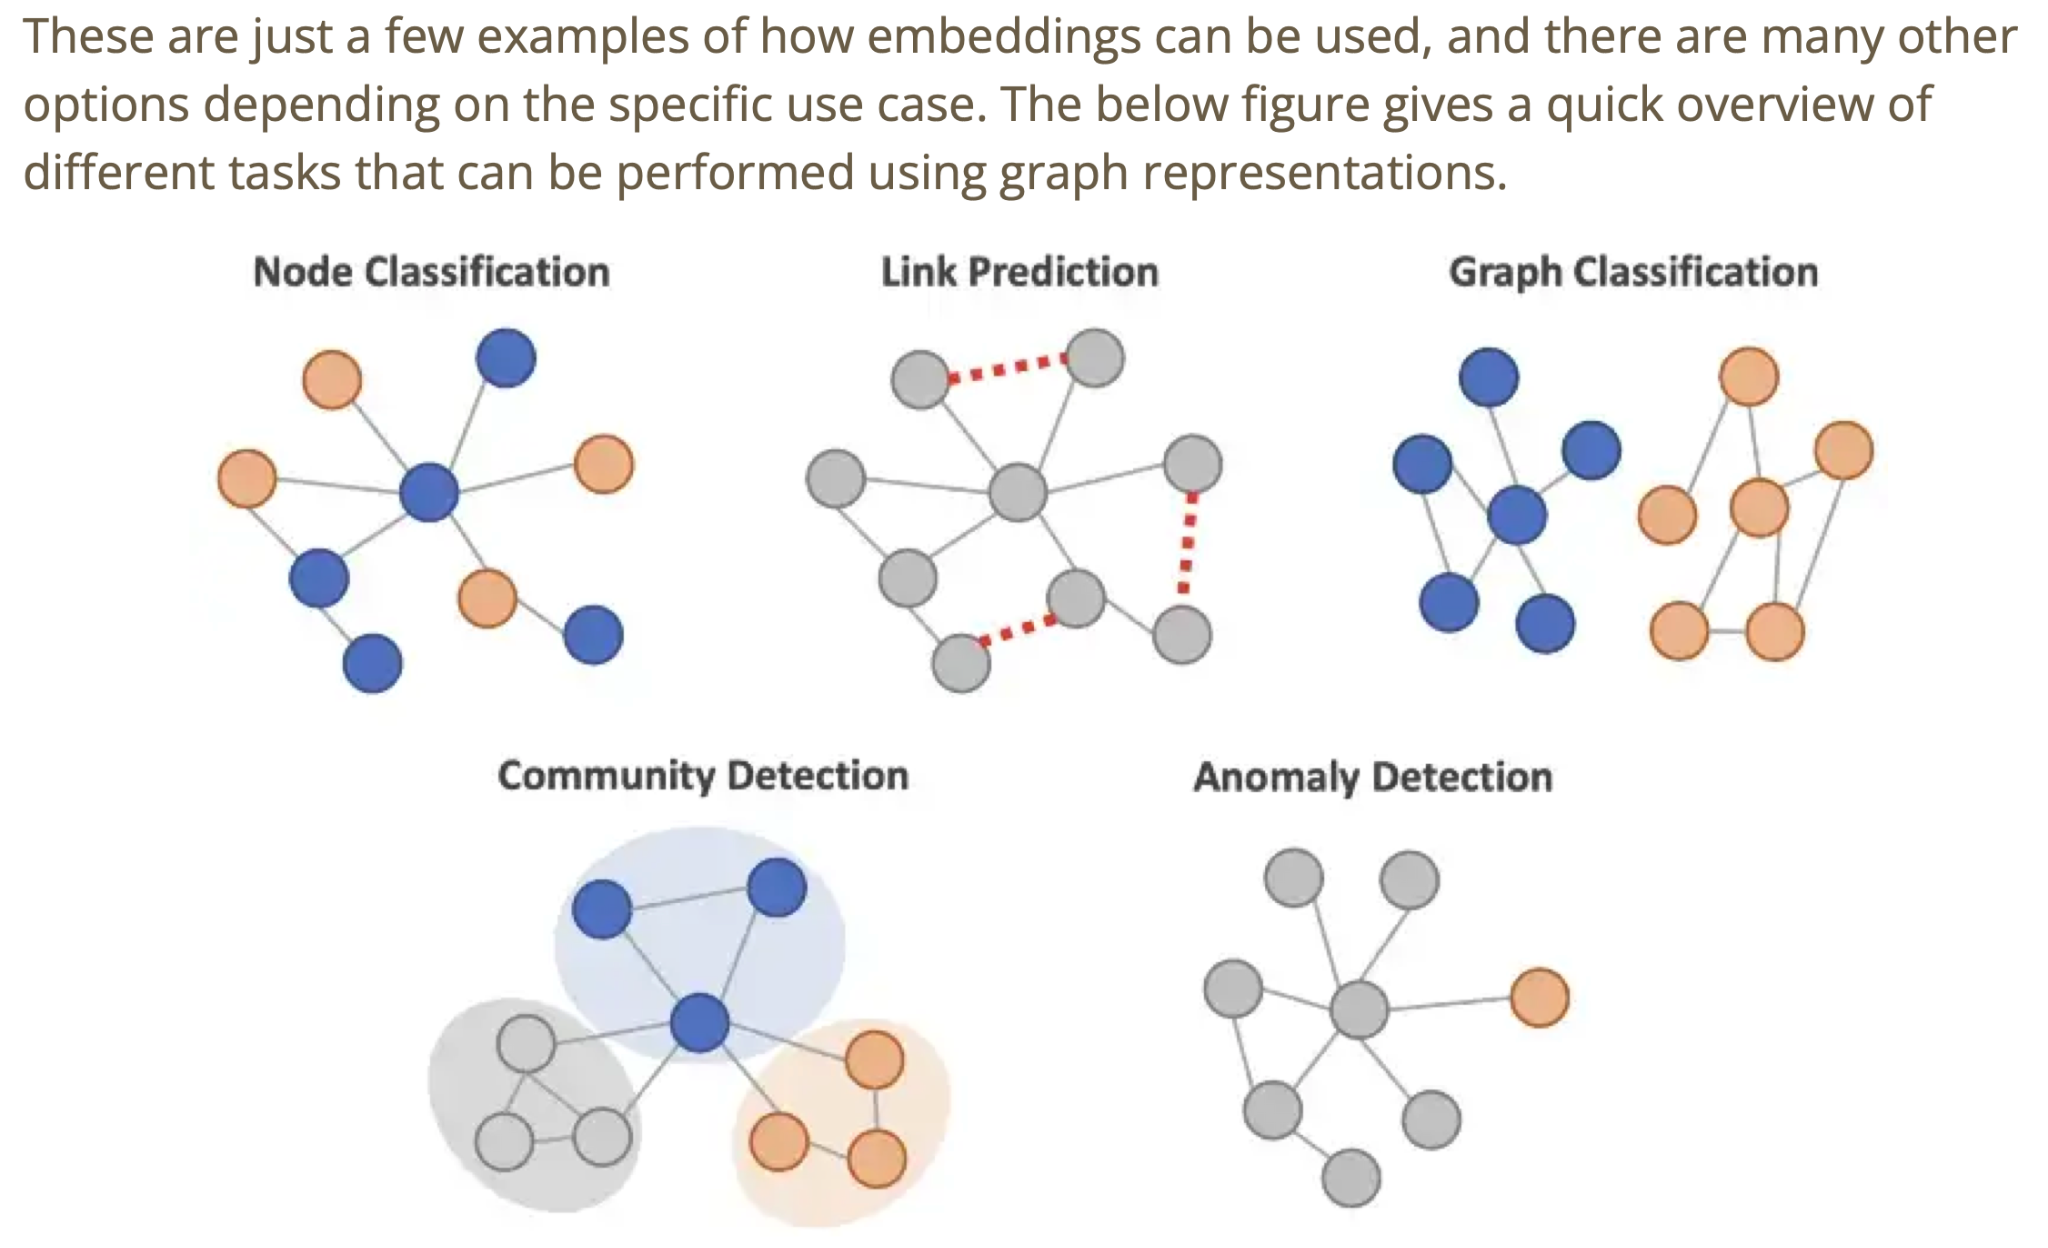 These are just a few examples of how embeddings can be used, and there are many other
options depending on the specific use case. The below figure gives a quick overview of
different tasks that can be performed using graph representations.
Node Classification
Link Prediction
Graph Classification
Community Detection
Anomaly Detection